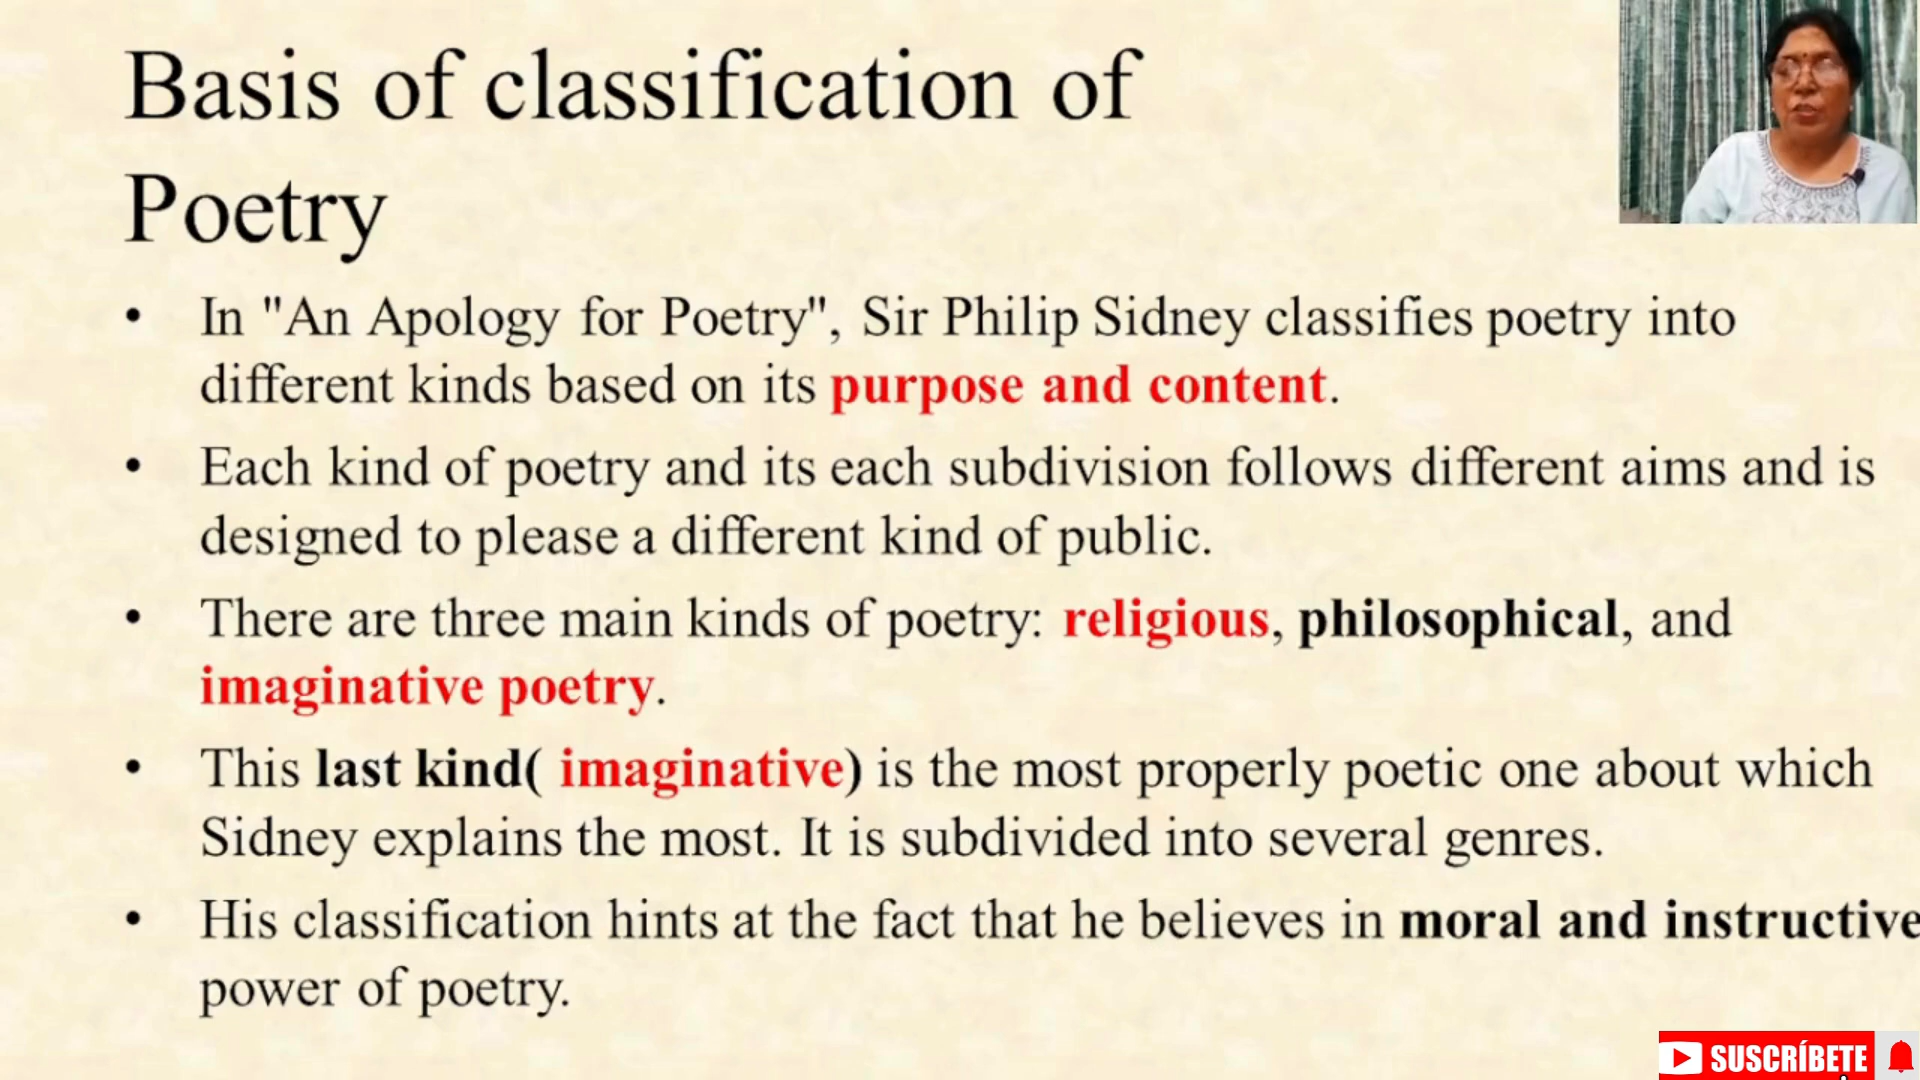 Basis of classification of
Poetry
• In "An Apology for Poetry", Sir Philip Sidney classifies poetry into
different kinds based on its purpose and content.
• Each kind of poetry and its each subdivision follows different aims and is
designed to please a different kind of public.
• There are three main kinds of poetry: religious, philosophical, and
imaginative poetry.
• This last kind( imaginative) is the most properly poetic one about which
Sidney explains the most. It is subdivided into several genres.
• His classification hints at the fact that he believes in moral and instructive
power of poetry.
SUSCRÍBETE